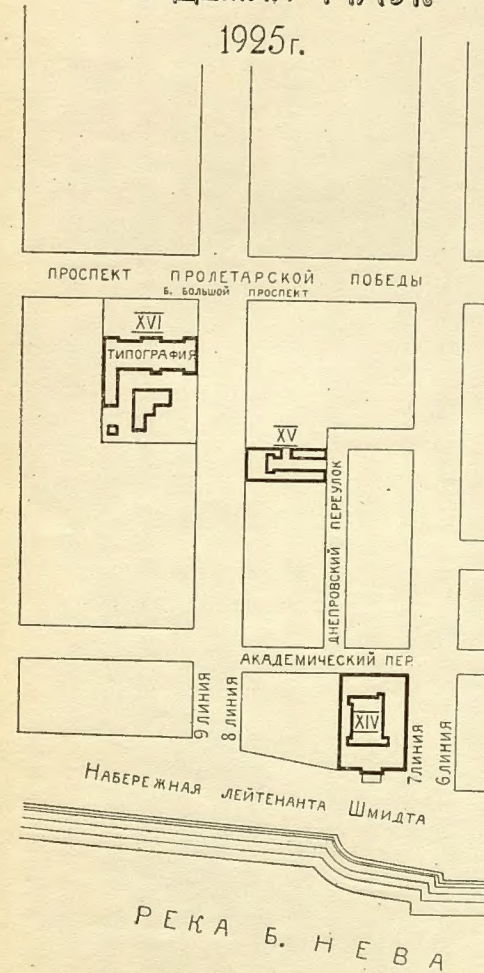 1925 г.
ПРОСПЕКТ ПРОЛЕТАРСКОЙ ПОБЕДЫ
Б. БОЛЬШОЙ ПРОСПЕКТ
XVI
ТИПОГРАФИЯ
XV
ДНЕПРОВСКИЙ ПЕРЕУЛОК
АКАДЕМИЧЕСКИЙ ПЕР.
9 ЛИНИЯ
8 ЛИНИЯ
XIV
7 ЛИНИЯ
6 ЛИНИЯ
НАБЕРЕЖНАЯ ЛЕЙТЕНАНТА ШМИДТА
РЕКА Б. НЕВА